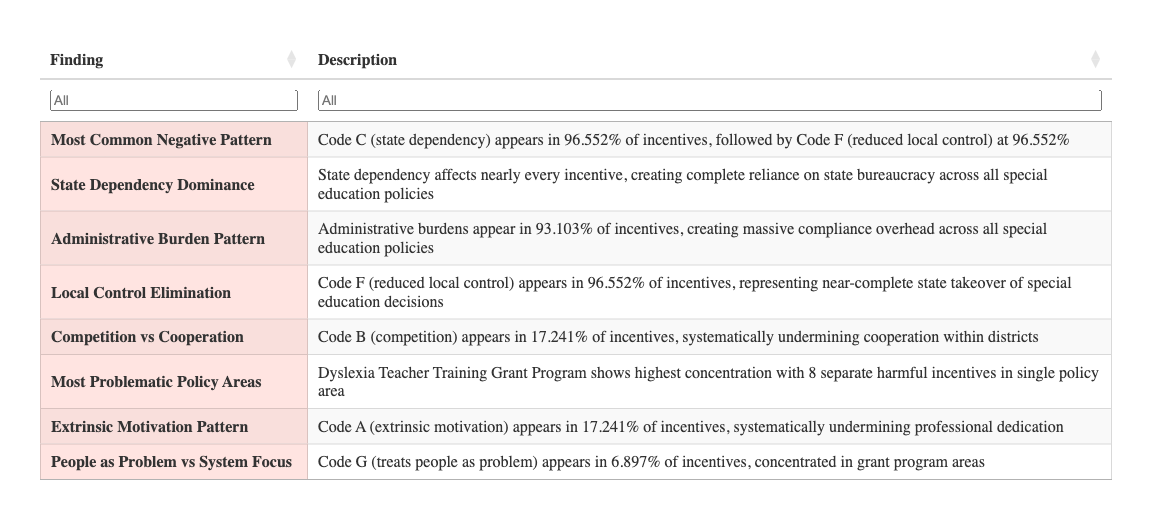 Finding Description
All All
Most Common Negative Pattern Code C (state dependency) appears in 96.552% of incentives, followed by Code F (reduced local control) at 96.552%
State Dependency Dominance State dependency affects nearly every incentive, creating complete reliance on state bureaucracy across all special
education policies
Administrative Burden Pattern Administrative burdens appear in 93.103% of incentives, creating massive compliance overhead across all special
education policies
Local Control Elimination Code F (reduced local control) appears in 96.552% of incentives, representing near-complete state takeover of special
education decisions
Competition vs Cooperation Code B (competition) appears in 17.241% of incentives, systematically undermining cooperation within districts
Most Problematic Policy Areas Dyslexia Teacher Training Grant Program shows highest concentration with 8 separate harmful incentives in single policy
area
Extrinsic Motivation Pattern Code A (extrinsic motivation) appears in 17.241% of incentives, systematically undermining professional dedication
People as Problem vs System Focus Code G (treats people as problem) appears in 6.897% of incentives, concentrated in grant program areas